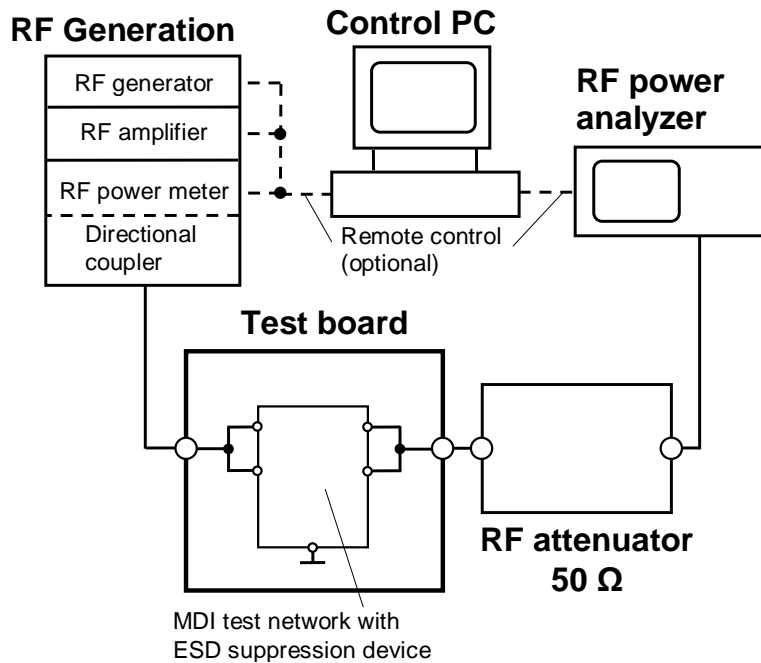 RF Generation
RF generator
RF amplifier
RF power meter
Directional
coupler
Control PC
RF power
analyzer
Remote control
(optional)
Test board
RF attenuator
50 Ω
MDI test network with
ESD suppression device